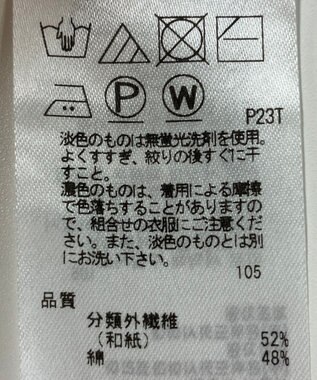 P W
P23T
淡色のものは無蛍光洗剤を使用。
よくすすぎ、絞りの後すぐに干
すこと。
濃色のものは、着用による摩擦
で色落ちすることがありますの
で、組合せの衣服にご注意くだ
さい。また、淡色のものとは別
にお洗い下さい。
105
品質
分類外繊維
(和紙) 52%
綿 48%